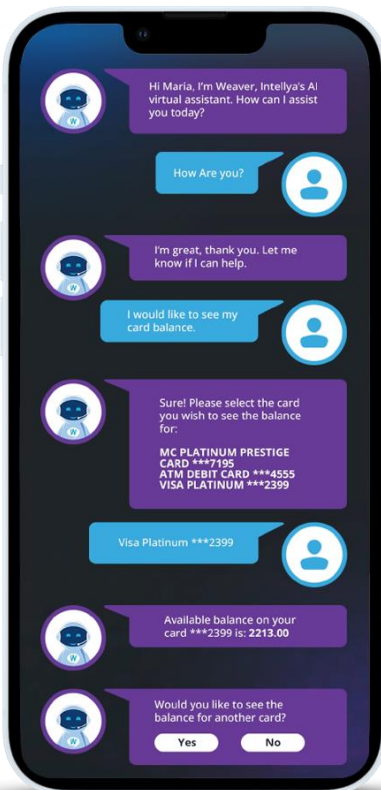 Hi Maria, I'm Weaver, Intellya's AI
virtual assistant. How can I assist
you today?
How Are you?
I'm great, thank you. Let me
know if I can help.
I would like to see my
card balance.
Sure! Please select the card
you wish to see the balance
for:
MC PLATINUM PRESTIGE
CARD ***7195
ATM DEBIT CARD ***4555
VISA PLATINUM ***2399
Visa Platinum ***2399
Available balance on your
card ***2399 is: 2213.00
Would you like to see the
balance for another card?
Yes No
W
W
W
W
W